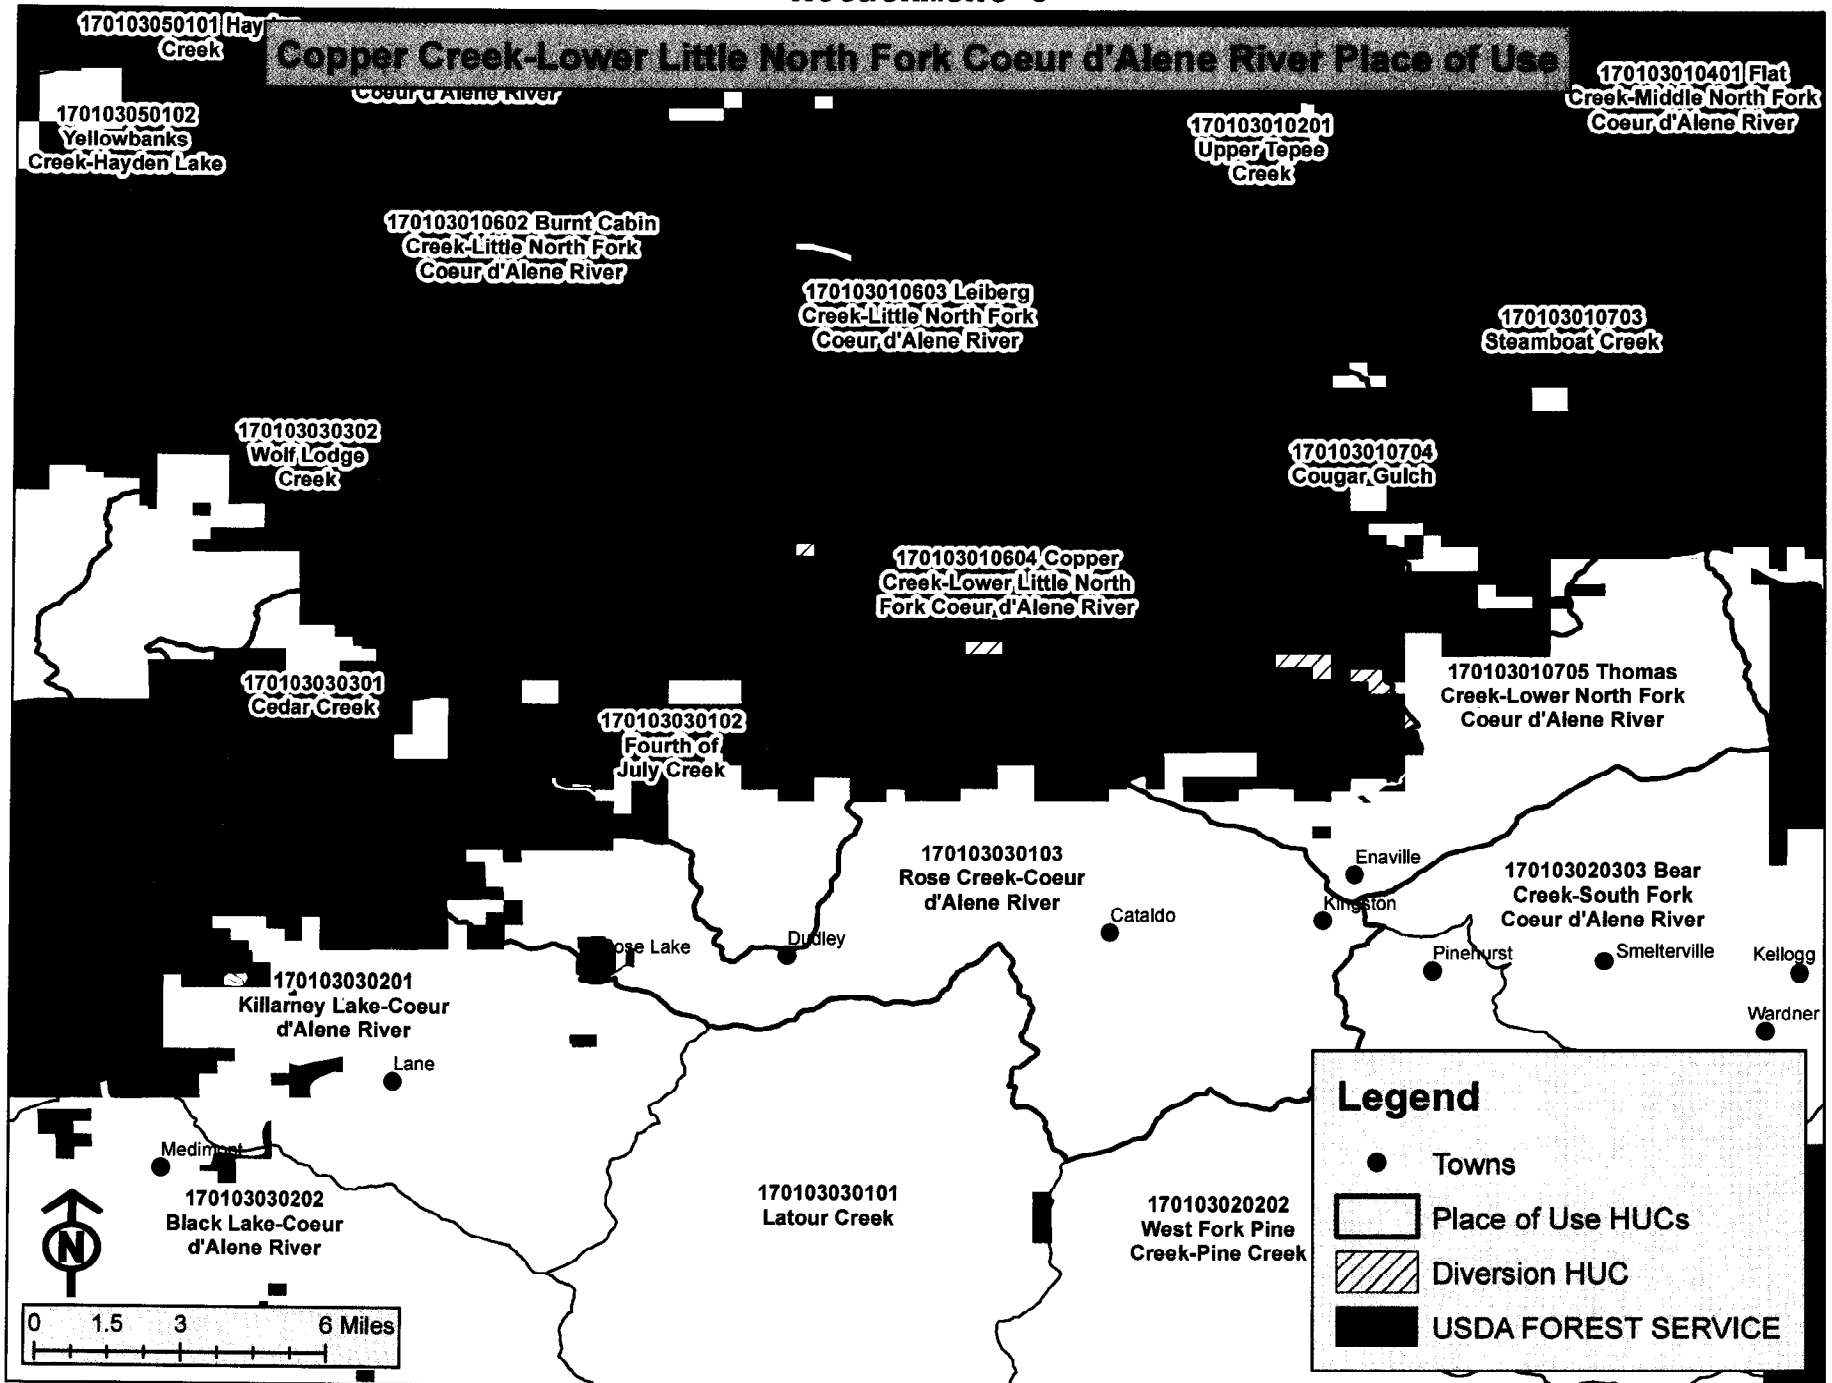 Copper Creek-Lower Little North Fork Coeur d'Alene River Place of Use
170103050101
Creek
Coeur d'Alene River
170103050102
Yellowbanks
Creek-Hayden Lake
170103010201
Upper Tepee
Creek
170103010401 Flat
Creek-Middle North Fork
Coeur d'Alene River
170103010602 Burnt Cabin
Creek-Little North Fork
Coeur d'Alene River
170103010603 Leiberg
Creek-Little North Fork
Coeur d'Alene River
170103010703
Steamboat Creek
170103030302
Wolf Lodge
Creek
170103010704
Cougar Gulch
170103010604 Copper
Creek-Lower Little North
Fork Coeur d'Alene River
170103030301
Cedar Creek
170103010705 Thomas
Creek-Lower North Fork
Coeur d'Alene River
170103030102
Fourth of
July Creek
170103030103
Rose Creek-Coeur
d'Alene River
Enaville
170103020303 Bear
Creek-South Fork
Coeur d'Alene River
Kingston
Cataldo
Dudley
Rose Lake
Pinehurst
Smelterville
Kellogg
Wardner
170103030201
Killarney Lake-Coeur
d'Alene River
Lane
Medimont
170103030202
Black Lake-Coeur
d'Alene River
170103030101
Latour Creek
170103020202
West Fork Pine
Creek-Pine Creek
N
0 1.5 3 6 Miles
Legend
Towns
Place of Use HUCs
Diversion HUC
USDA FOREST SERVICE